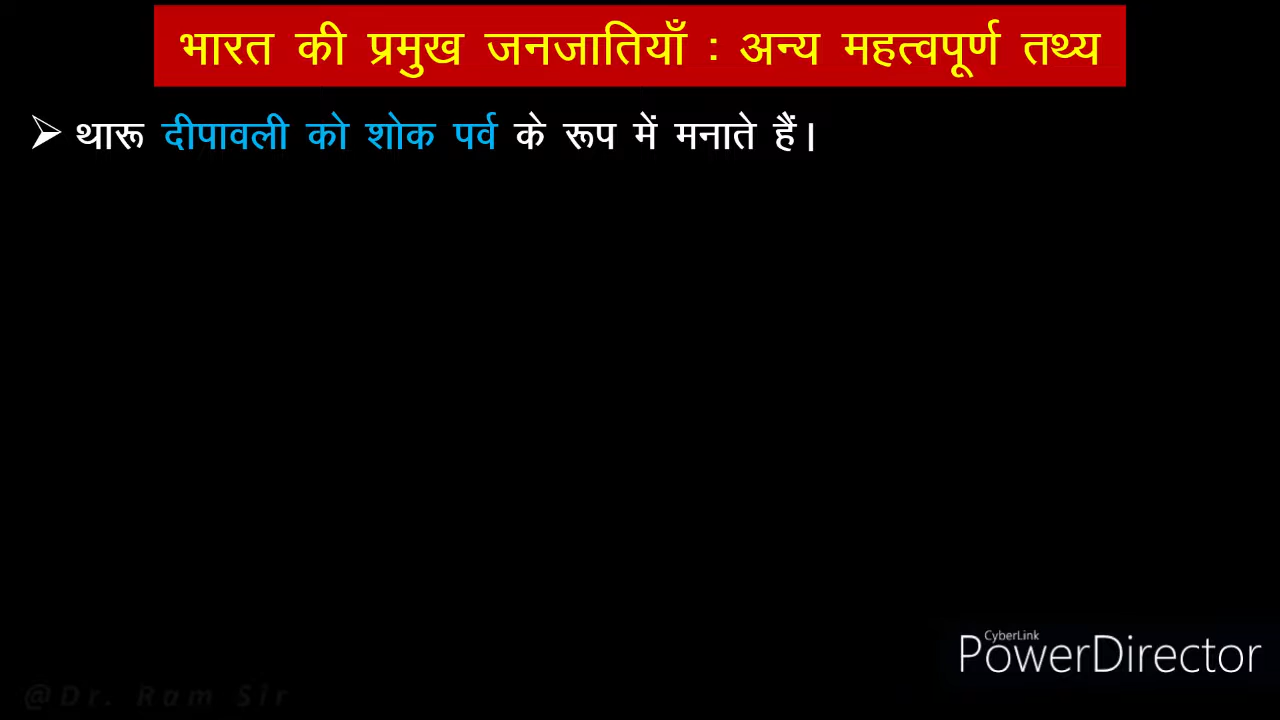 भारत की प्रमुख जनजातियाँ : अन्य महत्वपूर्ण तथ्य
➢ थारू दीपावली को शोक पर्व के रूप में मनाते हैं।
CyberLink
PowerDirector
@Dr. Ram Sir